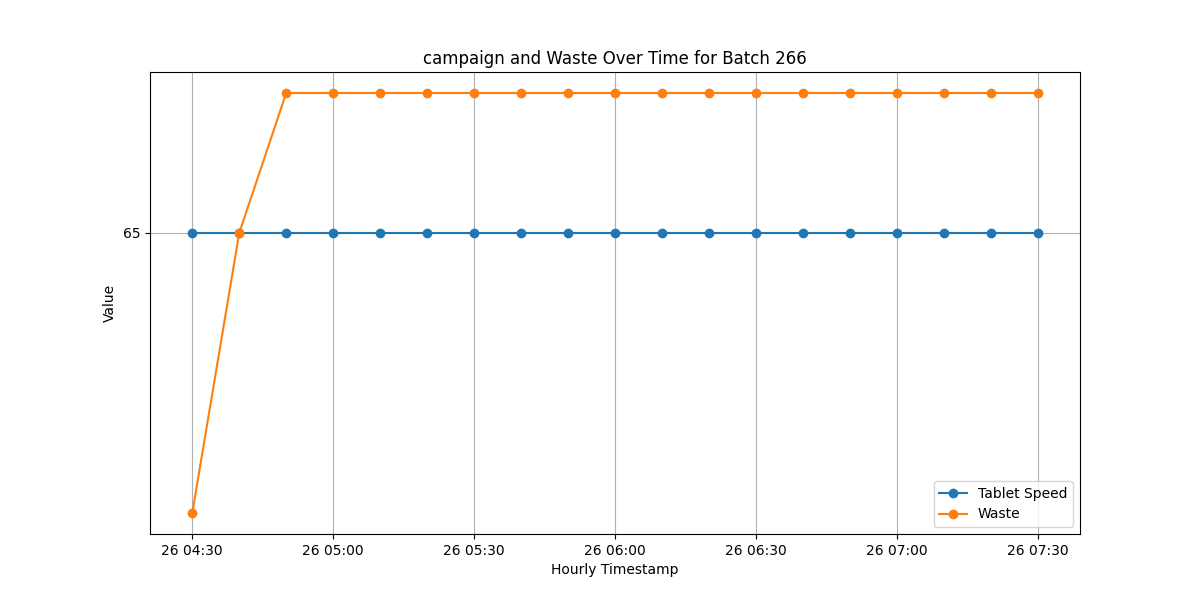 campaign and Waste Over Time for Batch 266
65
Value
Tablet Speed
Waste
26 04:30 26 05:00 26 05:30 26 06:00 26 06:30 26 07:00 26 07:30
Hourly Timestamp